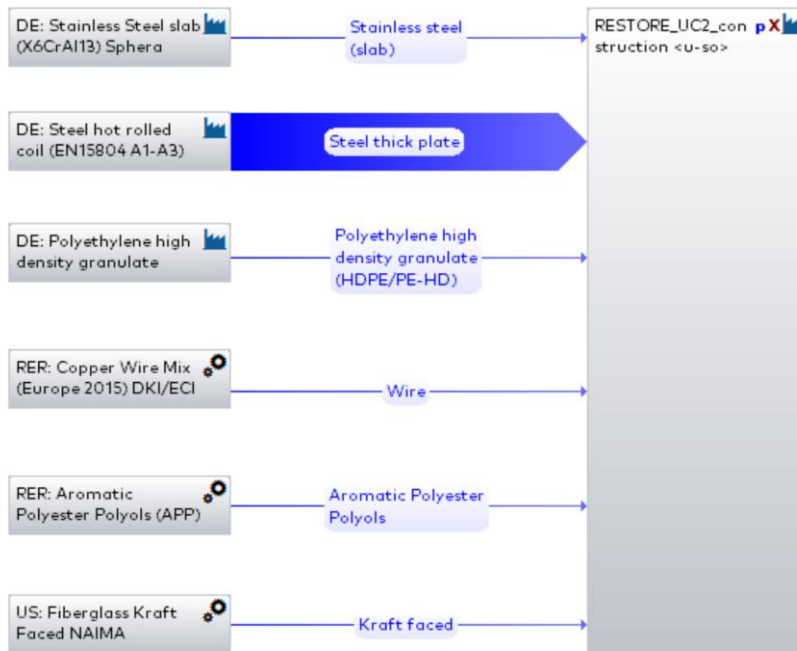 DE: Stainless Steel slab
(X6CrAl13) Sphera
Stainless steel
(slab)
RESTORE_UC2_con
struction <u-so>
p X
DE: Steel hot rolled
coil (EN15804 A1-A3)
Steel thick plate
DE: Polyethylene high
density granulate
Polyethylene high
density granulate
(HDPE/PE-HD)
RER: Copper Wire Mix
(Europe 2015) DKI/ECI
Wire
RER: Aromatic
Polyester Polyols (APP)
Aromatic Polyester
Polyols
US: Fiberglass Kraft
Faced NAIMA
Kraft faced